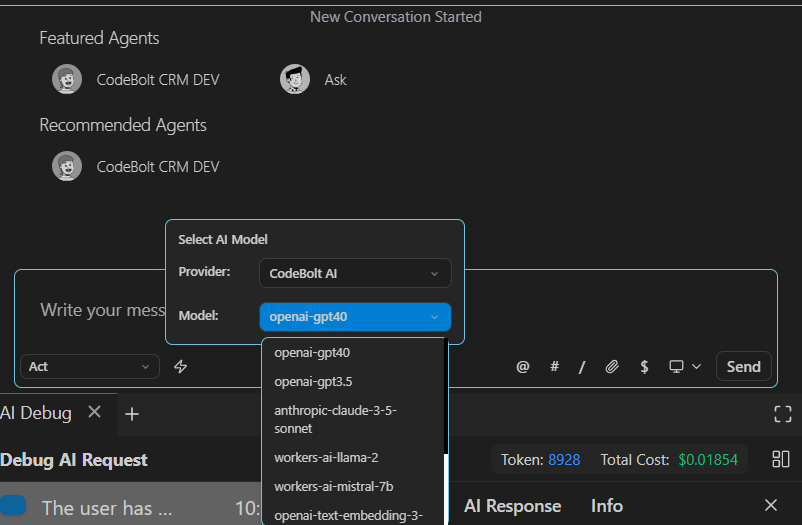 New Conversation Started
Featured Agents
CodeBolt CRM DEV
Ask
Recommended Agents
CodeBolt CRM DEV
Select AI Model
Provider:
CodeBolt AI
Write your mess
Model:
openai-gpt40
Act
@ # / $
Send
openai-gpt40
openai-gpt3.5
anthropic-claude-3-5-
sonnet
workers-ai-llama-2
workers-ai-mistral-7b
openai-text-embedding-3-
AI Debug
Debug AI Request
Token: 8928
Total Cost: $0.01854
The user has ...
10:
AI Response
Info